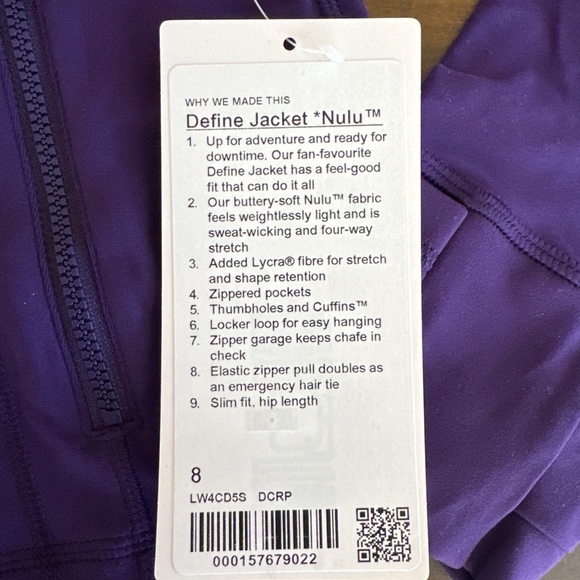 WHY WE MADE THIS
Define Jacket *Nulu™
1. Up for adventure and ready for
downtime. Our fan-favourite
Define Jacket has a feel-good
fit that can do it all
2. Our buttery-soft Nulu™ fabric
feels weightlessly light and is
sweat-wicking and four-way
stretch
3. Added Lycra® fibre for stretch
and shape retention
4. Zippered pockets
5. Thumbholes and Cuffins™
6. Locker loop for easy hanging
7. Zipper garage keeps chafe in
check
8. Elastic zipper pull doubles as
an emergency hair tie
9. Slim fit, hip length
8
LW4CD5S DCRP
000157679022